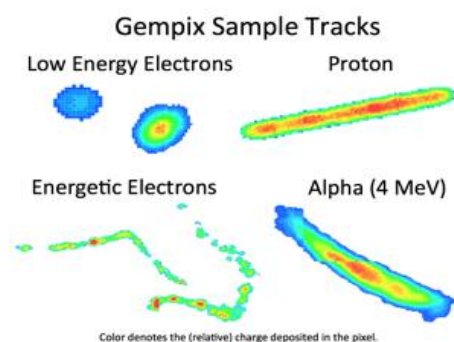 Gempix Sample Tracks
Low Energy Electrons
Proton
Energetic Electrons
Alpha (4 MeV)
Color denotes the (relative) charge deposited in the pixel.